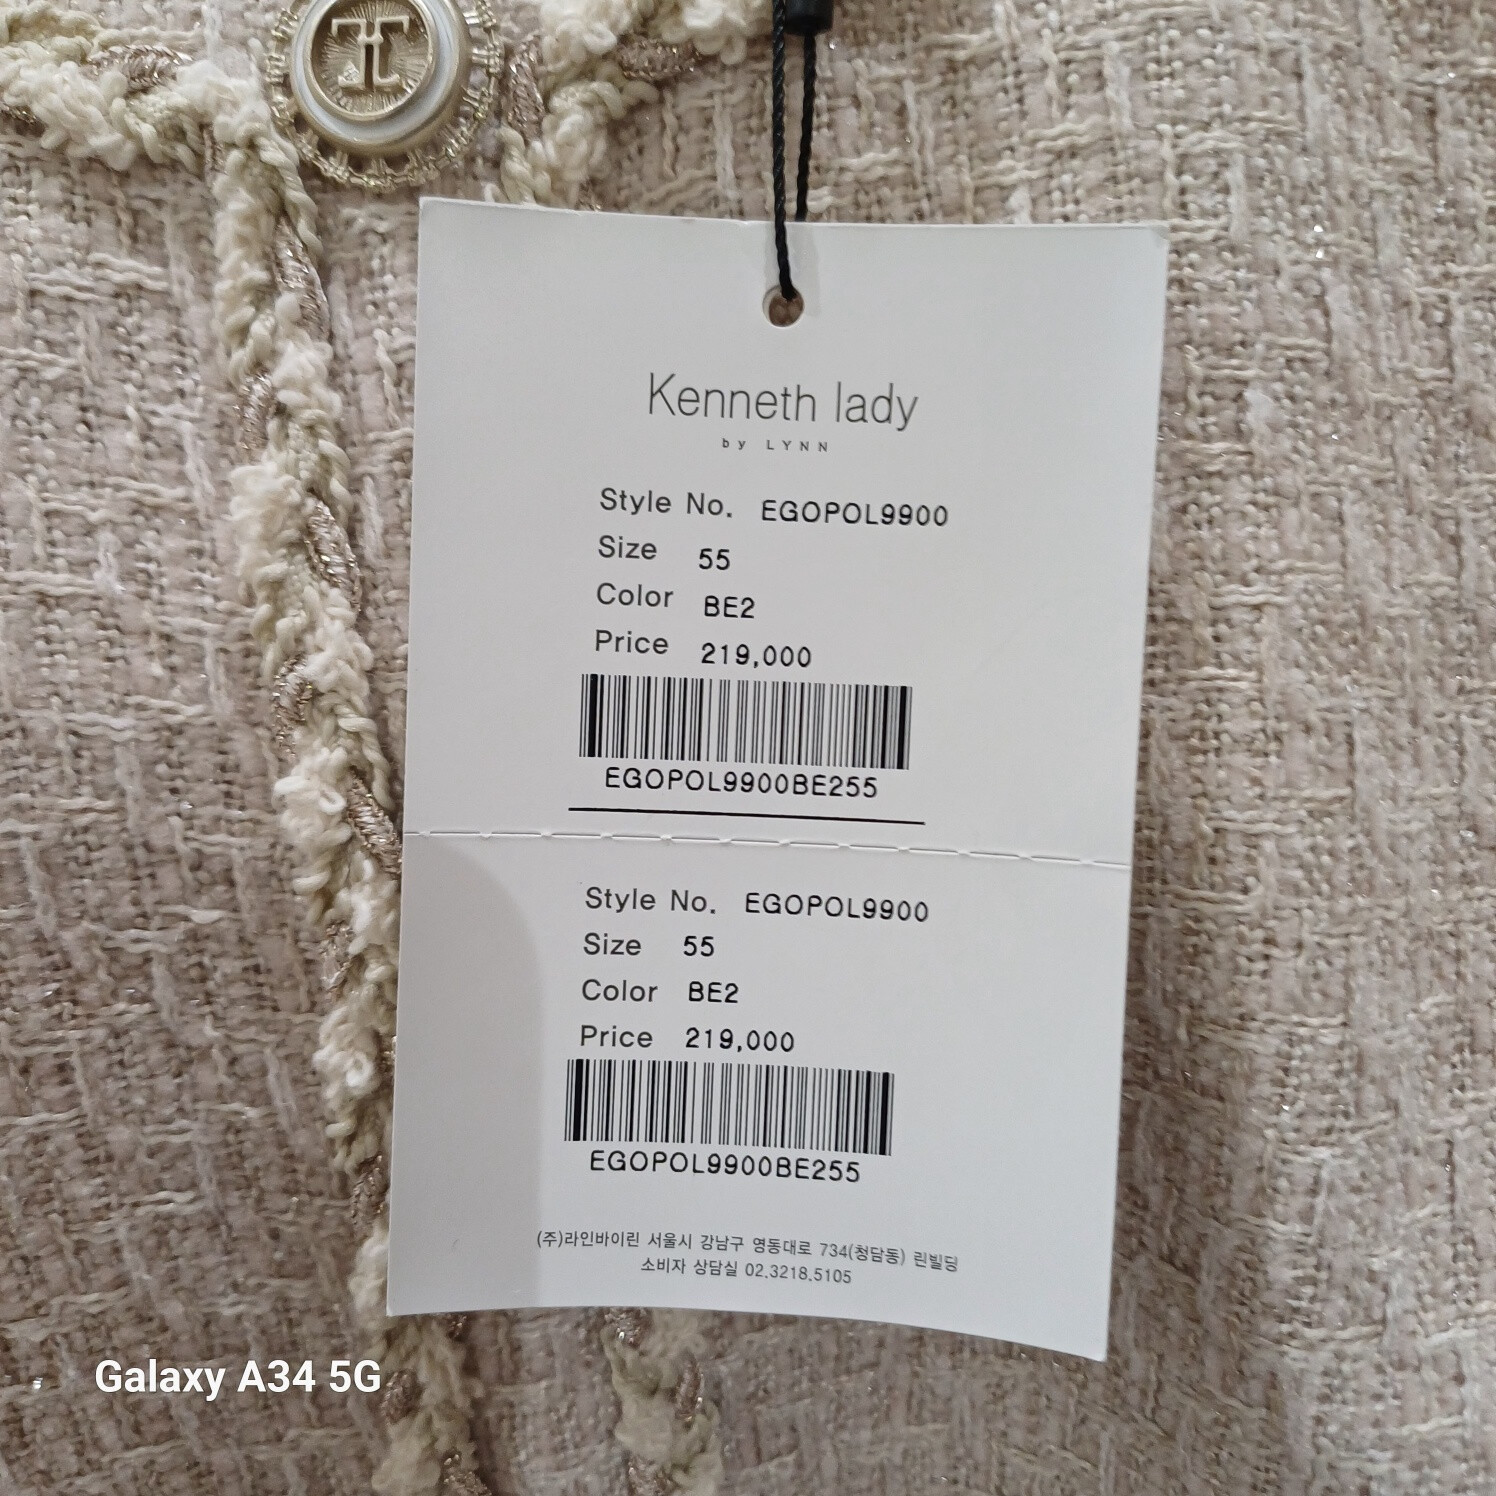 Kenneth lady
by LYNN
Style No. EGOPOL9900
Size 55
Color BE2
Price 219,000
EGOPOL9900BE255
Style No. EGOPOL9900
Size 55
Color BE2
Price 219,000
EGOPOL9900BE255
(주)라인바이린 서울시 강남구 영동대로 734(청담동) 린빌딩
소비자 상담실 02.3218.5105
Galaxy A34 5G